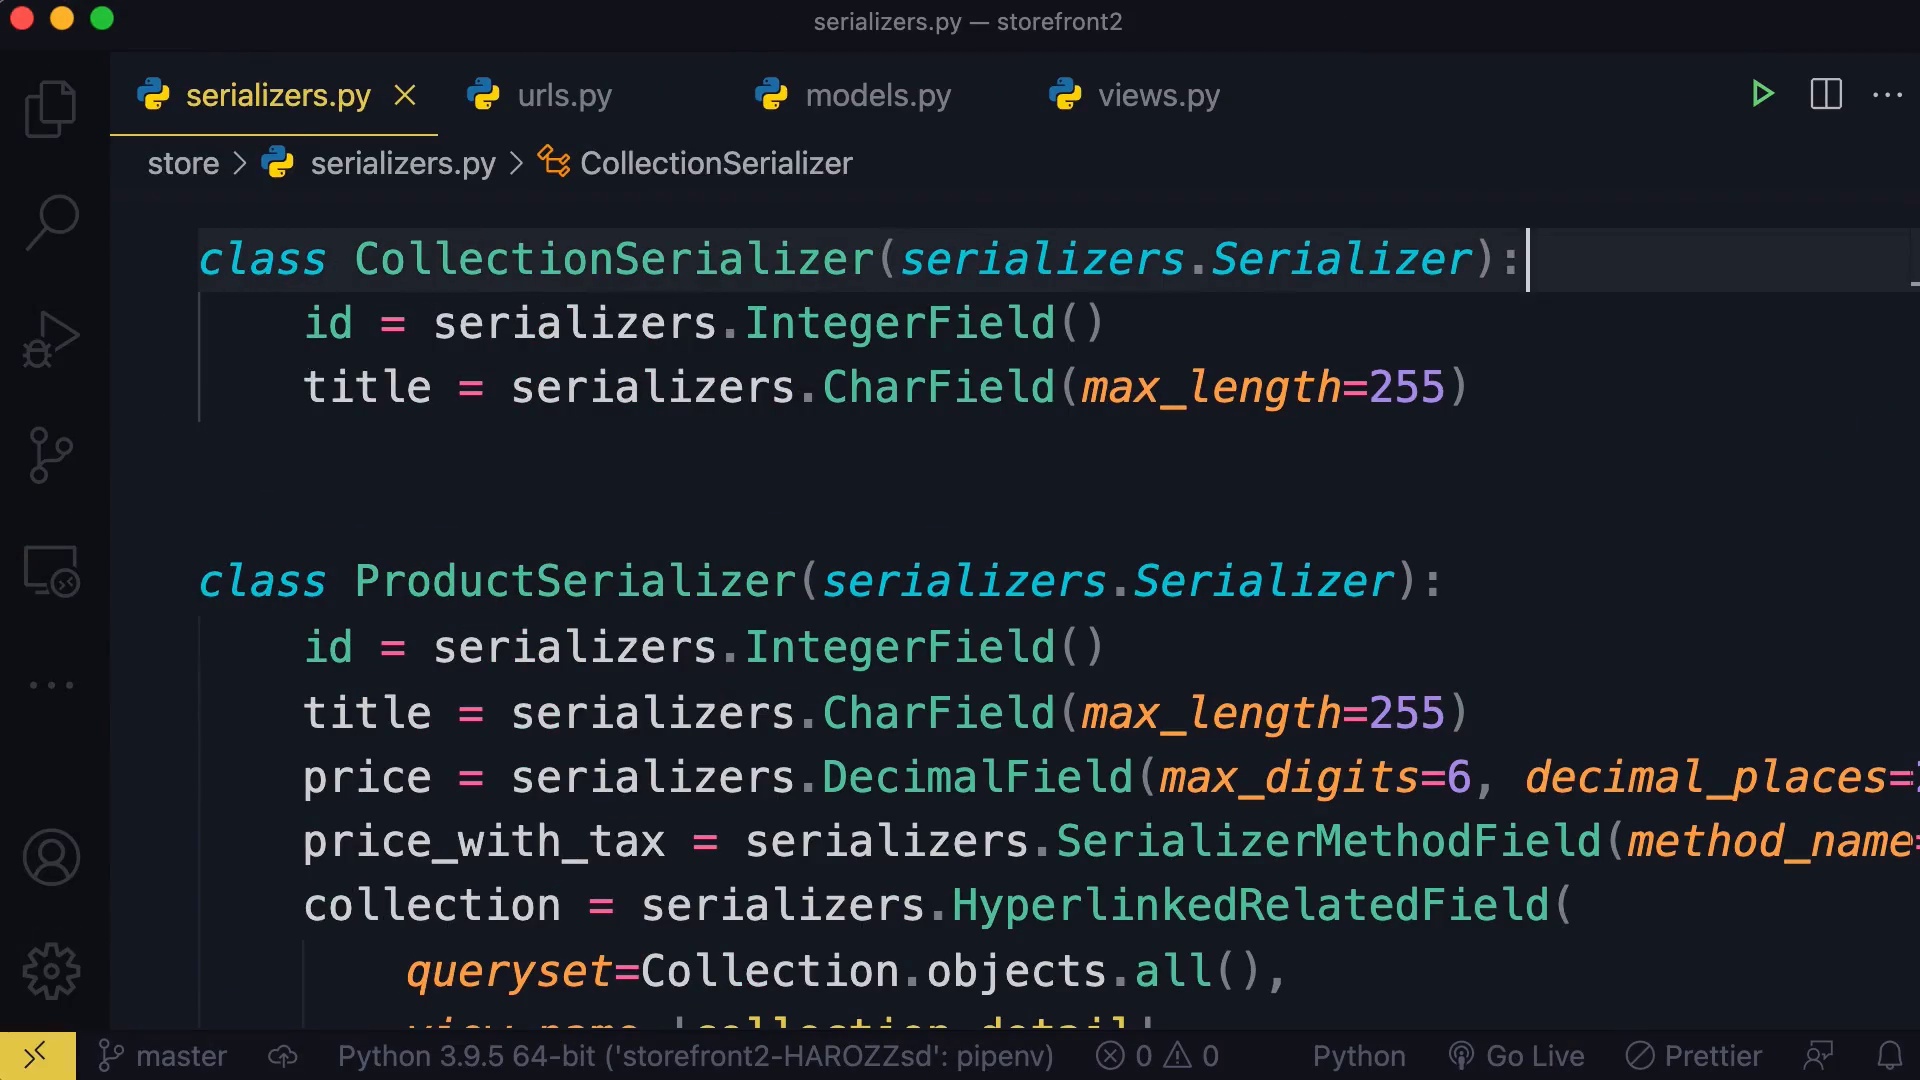 serializers.py — storefront2
serializers.py urls.py models.py views.py
store > serializers.py > CollectionSerializer
class CollectionSerializer(serializers.Serializer):
    id = serializers.IntegerField()
    title = serializers.CharField(max_length=255)
class ProductSerializer(serializers.Serializer):
    id = serializers.IntegerField()
    title = serializers.CharField(max_length=255)
    price = serializers.DecimalField(max_digits=6, decimal_places=
    price_with_tax = serializers.SerializerMethodField(method_name=
    collection = serializers.HyperlinkedRelatedField(
        queryset=Collection.objects.all(),
master Python 3.9.5 64-bit ('storefront2-HAROZZsd': pipenv) 0 0 Python Go Live Prettier